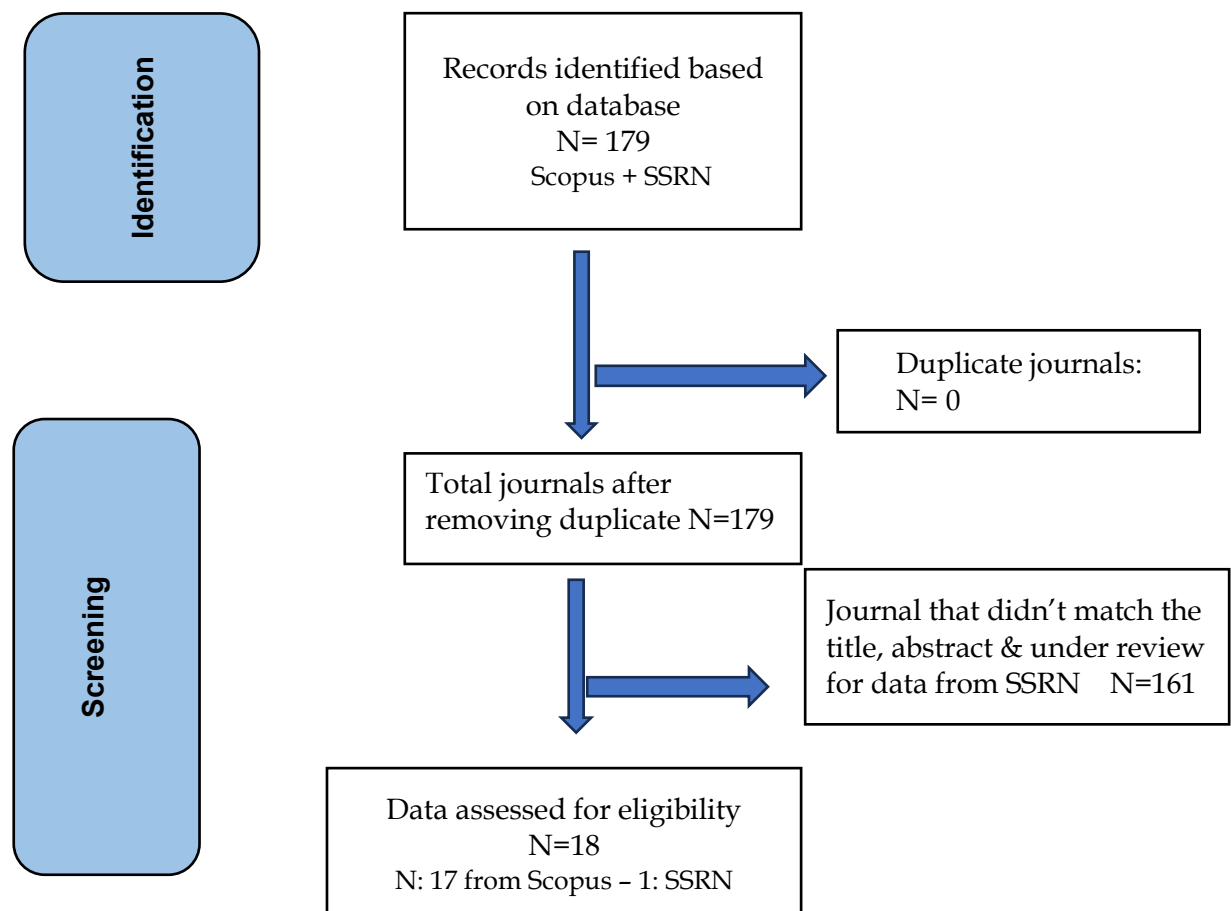 Identification
Records identified based
on database
N= 179
Scopus + SSRN
Duplicate journals:
N= 0
Screening
Total journals after
removing duplicate N=179
Journal that didn’t match the
title, abstract & under review
for data from SSRN N=161
Data assessed for eligibility
N=18
N: 17 from Scopus – 1: SSRN